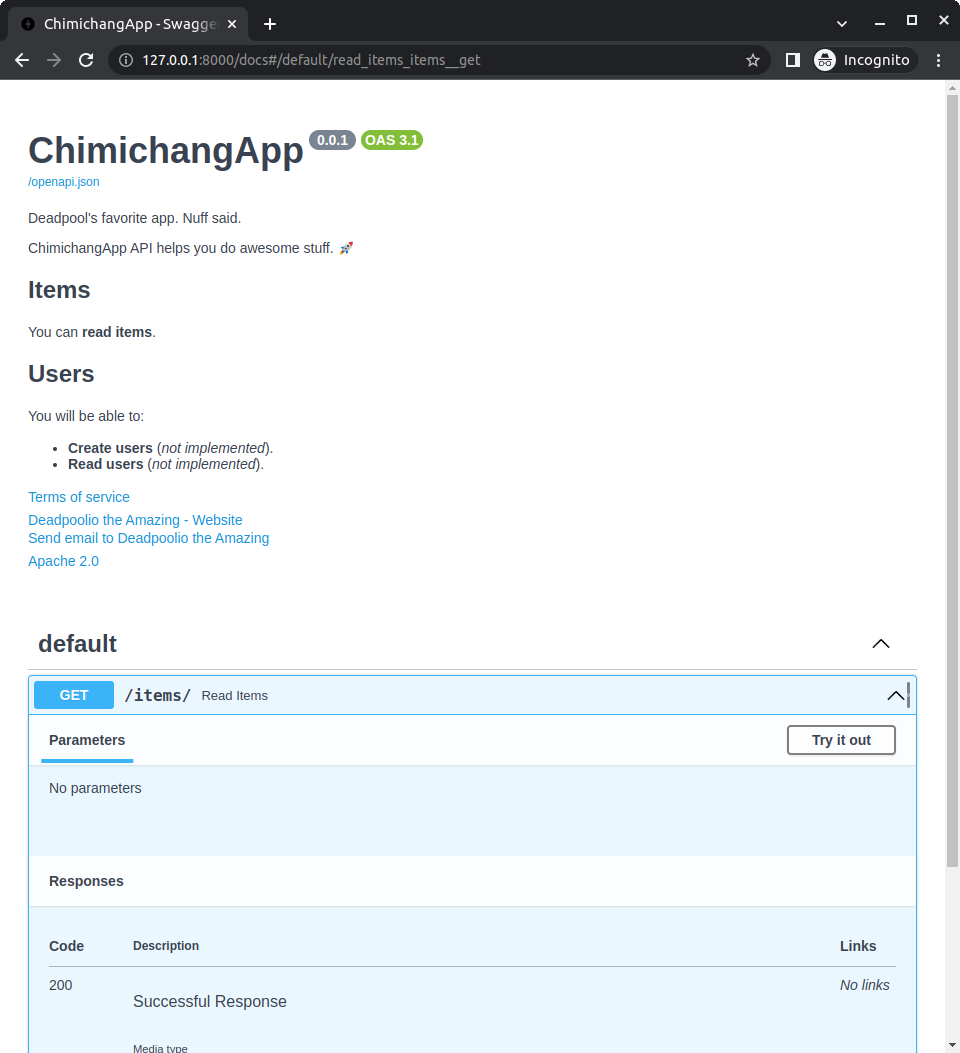 ChimichangApp - Swagge
127.0.0.1:8000/docs#/default/read_items_items__get
Incognito
ChimichangApp 0.0.1 OAS 3.1
/openapi.json
Deadpool's favorite app. Nuff said.
ChimichangApp API helps you do awesome stuff. 🚀
Items
You can read items.
Users
You will be able to:
• Create users (not implemented).
• Read users (not implemented).
Terms of service
Deadpoolio the Amazing - Website
Send email to Deadpoolio the Amazing
Apache 2.0
default
GET /items/ Read Items
Parameters Try it out
No parameters
Responses
Code Description Links
200 No links
Successful Response
Media type